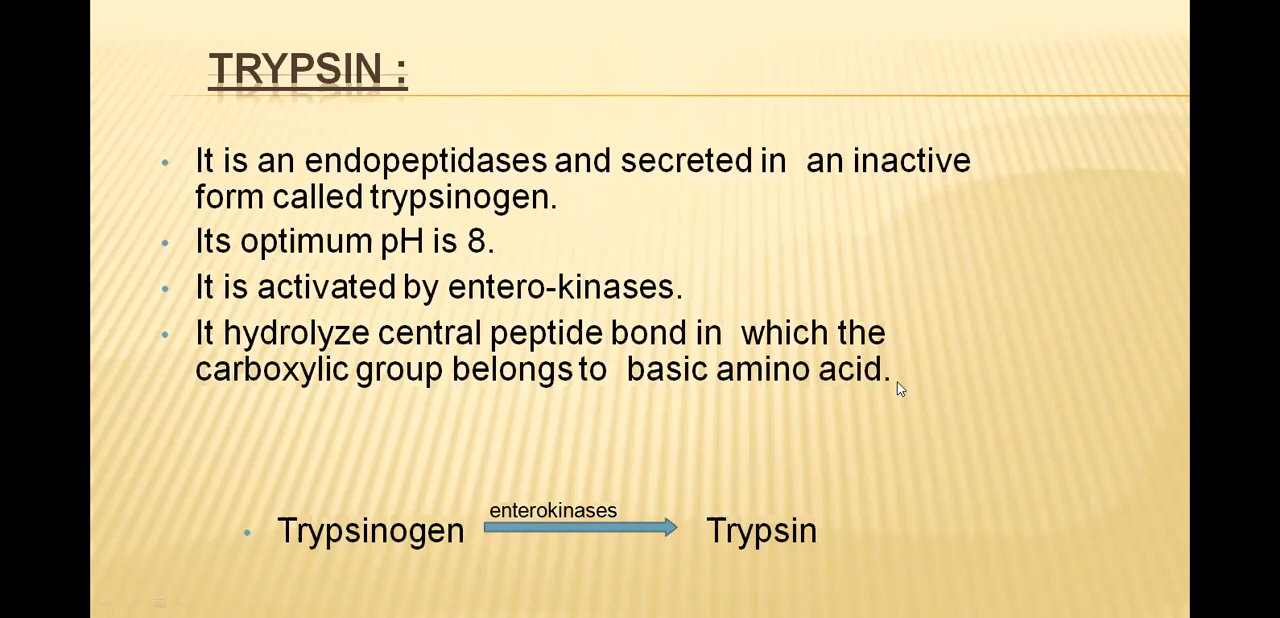 TRYPSIN :
• It is an endopeptidases and secreted in an inactive
form called trypsinogen.
• Its optimum pH is 8.
• It is activated by entero-kinases.
• It hydrolyze central peptide bond in which the
carboxylic group belongs to basic amino acid.
enterokinases
• Trypsinogen Trypsin